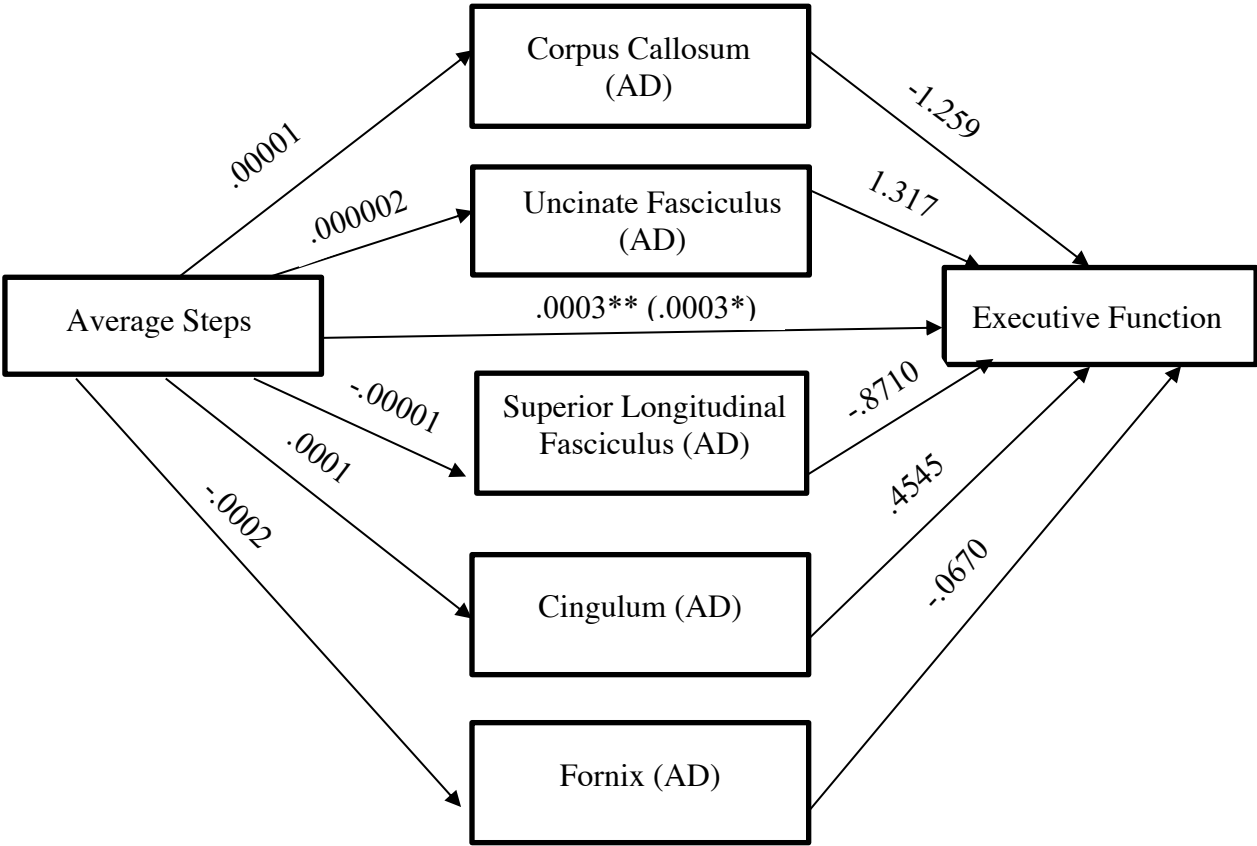 Corpus Callosum
(AD)
-1.259
.00001
Uncinate Fasciculus
(AD)
1.317
.000002
Average Steps
.0003** (.0003*)
Executive Function
Superior Longitudinal
Fasciculus (AD)
-.00001
-.8710
.0001
.4545
-.0002
Cingulum (AD)
-.0670
Fornix (AD)